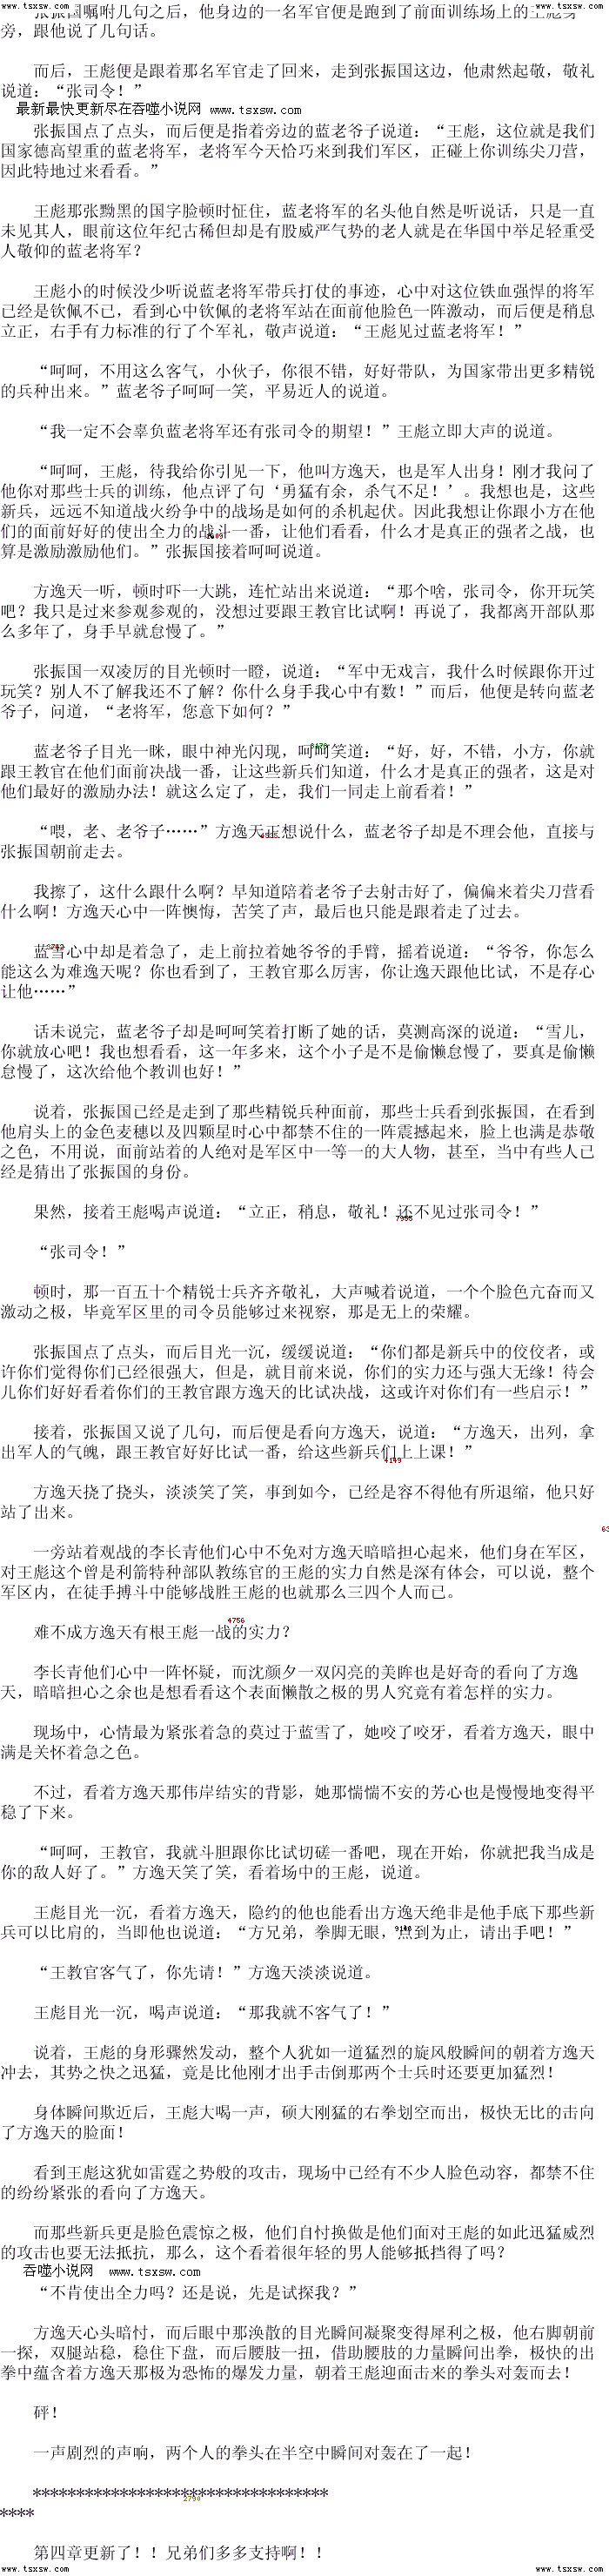 www.tsxsw.com www.tsxsw.com
张振国嘱咐几句之后，他身边的一名军官便是跑到了前面训练场上的王彪身
旁，跟他说了几句话。
而后，王彪便是跟着那名军官走了回来，走到张振国这边，他肃然起敬，敬礼
说道：“张司令！”
最新最快更新尽在吞噬小说网 www.tsxsw.com
张振国点了点头，而后便是指着旁边的蓝老爷子说道：“王彪，这位就是我们
国家德高望重的蓝老将军，老将军今天恰巧来到我们军区，正碰上你训练尖刀营，
因此特地过来看看。”
王彪那张黝黑的国字脸顿时怔住，蓝老将军的名头他自然是听说话，只是一直
未见其人，眼前这位年纪古稀但却是有股威严气势的老人就是在华国中举足轻重受
人敬仰的蓝老将军？
王彪小的时候没少听说蓝老将军带兵打仗的事迹，心中对这位铁血强悍的将军
已经是钦佩不已，看到心中钦佩的老将军站在面前他脸色一阵激动，而后便是稍息
立正，右手有力标准的行了个军礼，敬声说道：“王彪见过蓝老将军！”
“呵呵，不用这么客气，小伙子，你很不错，好好带队，为国家带出更多精锐
的兵种出来。”蓝老爷子呵呵一笑，平易近人的说道。
“我一定不会辜负蓝老将军还有张司令的期望！”王彪立即大声的说道。
“呵呵，王彪，待我给你引见一下，他叫方逸天，也是军人出身！刚才我问了
他你对那些士兵的训练，他点评了句‘勇猛有余，杀气不足！’。我想也是，这些
新兵，远远不知道战火纷争中的战场是如何的杀机起伏。因此我想让你跟小方在他
们的面前好好的使出全力的战斗一番，让他们看看，什么才是真正的强者之战，也
算是激励激励他们。”张振国接着呵呵说道。
方逸天一听，顿时吓一大跳，连忙站出来说道：“那个啥，张司令，你开玩笑
吧？我只是过来参观参观的，没想过要跟王教官比试啊！再说了，我都离开部队那
么多年了，身手早就怠慢了。”
张振国一双凌厉的目光顿时一瞪，说道：“军中无戏言，我什么时候跟你开过
玩笑？别人不了解我还不了解？你什么身手我心中有数！”而后，他便是转向蓝老
爷子，问道，“老将军，您意下如何？”
蓝老爷子目光一眯，眼中神光闪现，呵呵笑道：“好，好，不错，小方，你就
跟王教官在他们面前决战一番，让这些新兵们知道，什么才是真正的强者，这是对
他们最好的激励办法！就这么定了，走，我们一同走上前看着！”
“喂，老、老爷子……”方逸天正想说什么，蓝老爷子却是不理会他，直接与
张振国朝前走去。
我擦了，这什么跟什么啊？早知道陪着老爷子去射击好了，偏偏来着尖刀营看
什么啊！方逸天心中一阵懊悔，苦笑了声，最后也只能是跟着走了过去。
蓝雪心中却是着急了，走上前拉着她爷爷的手臂，摇着说道：“爷爷，你怎么
能这么为难逸天呢？你也看到了，王教官那么厉害，你让逸天跟他比试，不是存心
让他……”
话未说完，蓝老爷子却是呵呵笑着打断了她的话，莫测高深的说道：“雪儿，
你就放心吧！我也想看看，这一年多来，这个小子是不是偷懒怠慢了，要真是偷懒
怠慢了，这次给他个教训也好！”
说着，张振国已经是走到了那些精锐兵种面前，那些士兵看到张振国，在看到
他肩头上的金色麦穗以及四颗星时心中都禁不住的一阵震撼起来，脸上也满是恭敬
之色，不用说，面前站着的人绝对是军区中一等一的大人物，甚至，当中有些人已
经是猜出了张振国的身份。
果然，接着王彪喝声说道：“立正，稍息，敬礼！还不见过张司令！”
“张司令！”
顿时，那一百五十个精锐士兵齐齐敬礼，大声喊着说道，一个个脸色亢奋而又
激动之极，毕竟军区里的司令员能够过来视察，那是无上的荣耀。
张振国点了点头，而后目光一沉，缓缓说道：“你们都是新兵中的佼佼者，或
许你们觉得你们已经很强大，但是，就目前来说，你们的实力还与强大无缘！待会
儿你们好好看着你们的王教官跟方逸天的比试决战，这或许对你们有一些启示！”
接着，张振国又说了几句，而后便是看向方逸天，说道：“方逸天，出列，拿
出军人的气魄，跟王教官好好比试一番，给这些新兵们上上课！”
4149
方逸天挠了挠头，淡淡笑了笑，事到如今，已经是容不得他有所退缩，他只好
站了出来。
一旁站着观战的李长青他们心中不免对方逸天暗暗担心起来，他们身在军区，
对王彪这个曾是利箭特种部队教练官的王彪的实力自然是深有体会，可以说，整个
军区内，在徒手搏斗中能够战胜王彪的也就那么三四个人而已。
4756
难不成方逸天有根王彪一战的实力？
李长青他们心中一阵怀疑，而沈颜夕一双闪亮的美眸也是好奇的看向了方逸
天，暗暗担心之余也是想看看这个表面懒散之极的男人究竟有着怎样的实力。
现场中，心情最为紧张着急的莫过于蓝雪了，她咬了咬牙，看着方逸天，眼中
满是关怀着急之色。
不过，看着方逸天那伟岸结实的背影，她那惴惴不安的芳心也是慢慢地变得平
稳了下来。
“呵呵，王教官，我就斗胆跟你比试切磋一番吧，现在开始，你就把我当成是
你的敌人好了。”方逸天笑了笑，看着场中的王彪，说道。
王彪目光一沉，看着方逸天，隐约的他也能看出方逸天绝非是他手底下那些新
兵可以比肩的，当即他也说道：“方兄弟，拳脚无眼，点到为止，请出手吧！”
“王教官客气了，你先请！”方逸天淡淡说道。
王彪目光一沉，喝声说道：“那我就不客气了！”
说着，王彪的身形骤然发动，整个人犹如一道猛烈的旋风般瞬间的朝着方逸天
冲去，其势之快之迅猛，竟是比他刚才出手击倒那两个士兵时还要更加猛烈！
身体瞬间欺近后，王彪大喝一声，硕大刚猛的右拳划空而出，极快无比的击向
了方逸天的脸面！
看到王彪这犹如雷霆之势般的攻击，现场中已经有不少人脸色动容，都禁不住
的纷纷紧张的看向了方逸天。
而那些新兵更是脸色震惊之极，他们自忖换做是他们面对王彪的如此迅猛威烈
的攻击也要无法抵抗，那么，这个看着很年轻的男人能够抵挡得了吗？
吞噬小说网 www.tsxsw.com
“不肯使出全力吗？还是说，先是试探我？”
方逸天心头暗忖，而后眼中那涣散的目光瞬间凝聚变得犀利之极，他右脚朝前
一探，双腿站稳，稳住下盘，而后腰肢一扭，借助腰肢的力量瞬间出拳，极快的出
拳中蕴含着方逸天那极为恐怖的爆发力量，朝着王彪迎面击来的拳头对轰而去！
砰！
一声剧烈的声响，两个人的拳头在半空中瞬间对轰在了一起！
**********************************
****
第四章更新了！！兄弟们多多支持啊！！
www.tsxsw.com www.tsxsw.com